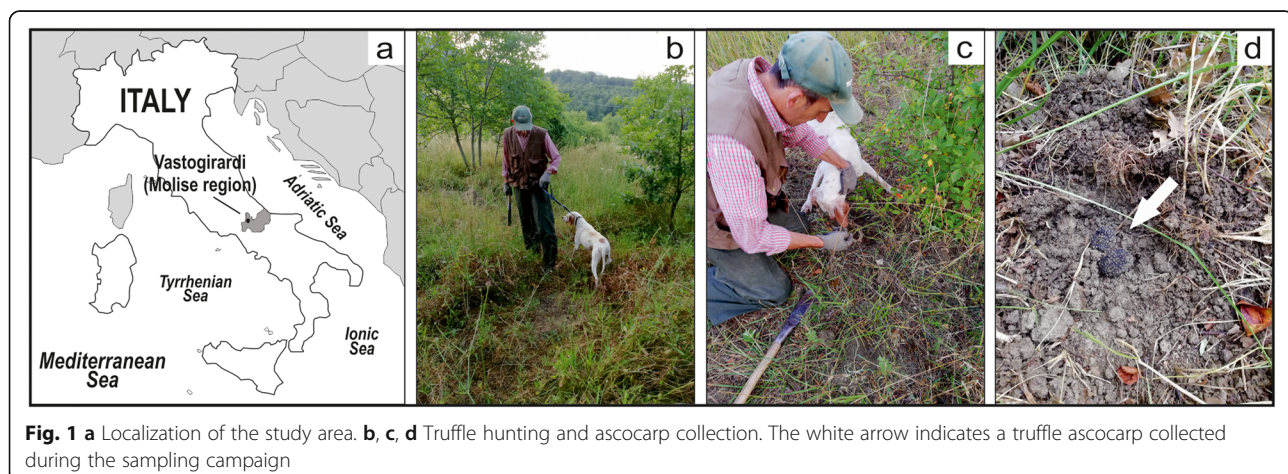 a
b
c
d
ITALY
Vastogirardi
(Molise region)
Adriatic Sea
Tyrrhenian
Sea
Ionic
Sea
Mediterranean
Sea
Fig. 1 a Localization of the study area. b, c, d Truffle hunting and ascocarp collection. The white arrow indicates a truffle ascocarp collected
during the sampling campaign